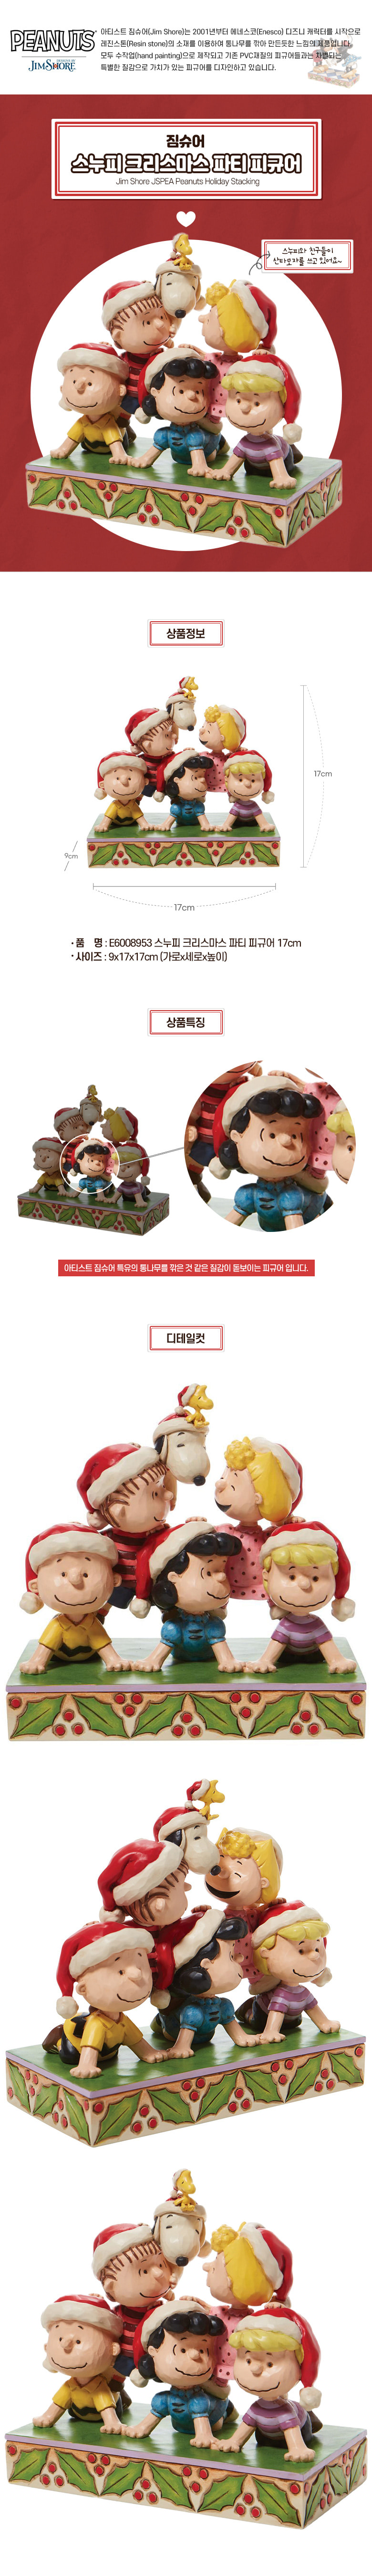 PEANUTS
DESIGNED BY
JIM SHORE
아티스트 짐슈어(Jim Shore)는 2001년부터 에네스코(Enesco) 디즈니 캐릭터를 시작으로
레진스톤(Resin stone)의 소재를 이용하여 통나무를 깎아 만든듯한 느낌의 제품입니다.
모두 수작업(hand painting)으로 제작되고 기존 PVC재질의 피규어들과는 차별되는
특별한 질감으로 가치가 있는 피규어를 디자인하고 있습니다.
짐슈어
스누피 크리스마스 파티 피규어
Jim Shore JSPEA Peanuts Holiday Stacking
스누피와 친구들이
산타모자를 쓰고 있어요~
상품정보
17cm
9cm
17cm
• 품 명 : E6008953 스누피 크리스마스 파티 피규어 17cm
• 사이즈 : 9x17x17cm (가로x세로x높이)
상품특징
아티스트 짐슈어 특유의 통나무를 깎은 것 같은 질감이 돋보이는 피규어 입니다.
디테일컷